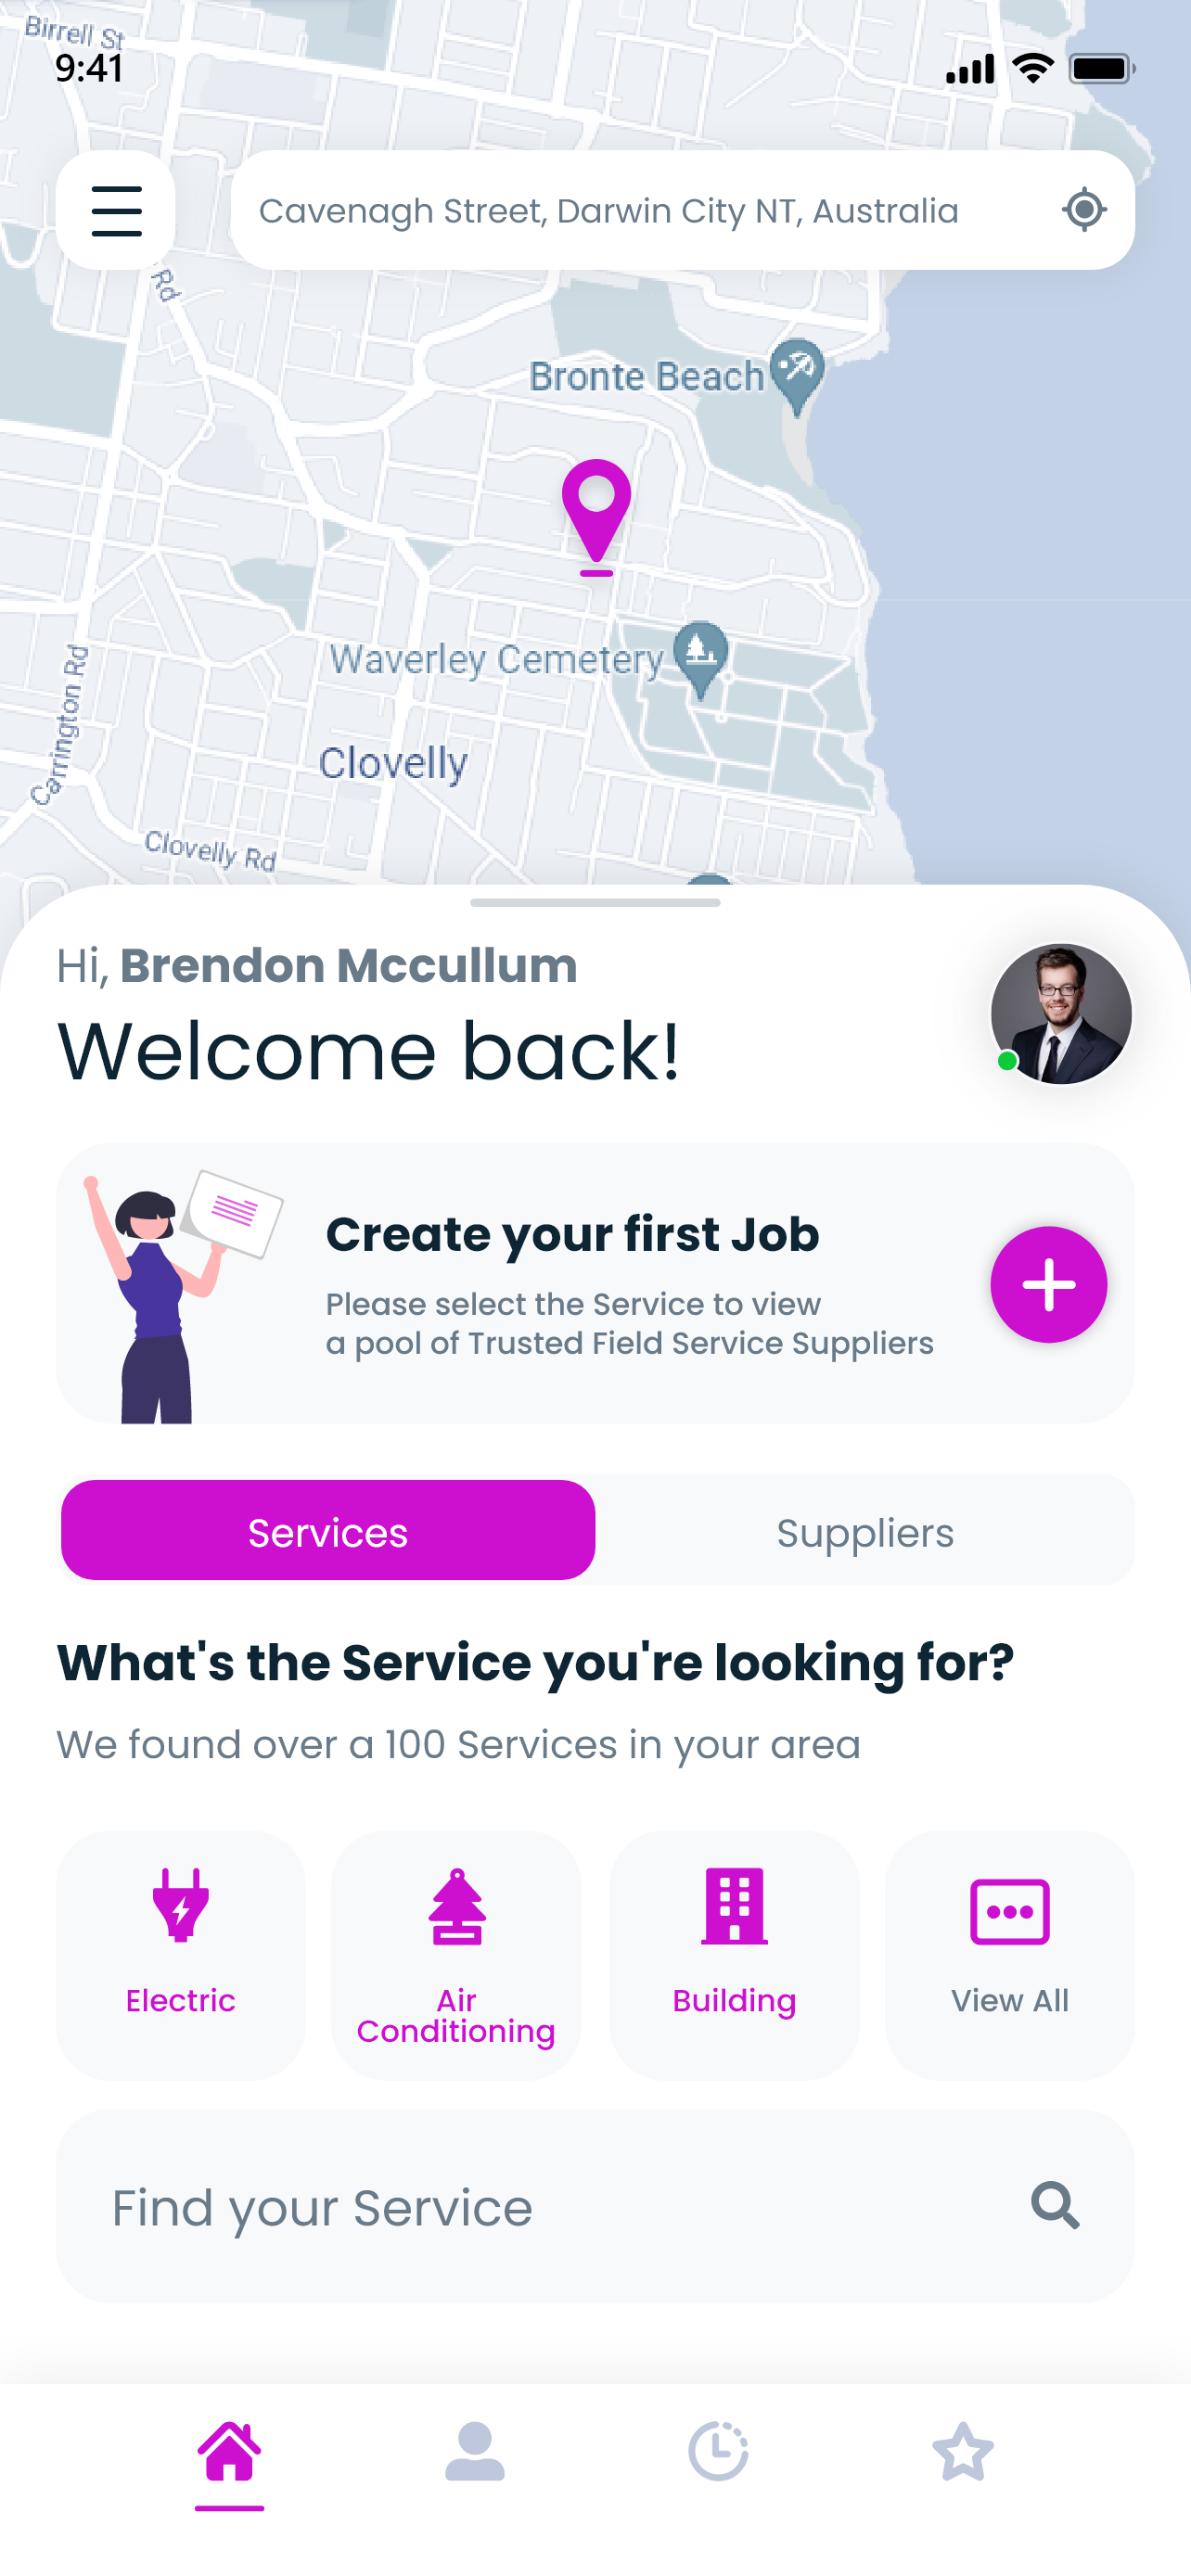 Birrell St
9:41
Cavenagh Street, Darwin City NT, Australia
Rd
Bronte Beach
Waverley Cemetery
Carrington Rd
Clovelly
Clovelly Rd
Hi, Brendon Mccullum
Welcome back!
Create your first Job
Please select the Service to view
a pool of Trusted Field Service Suppliers
Services
Suppliers
What's the Service you're looking for?
We found over a 100 Services in your area
Electric
Air
Conditioning
Building
View All
Find your Service